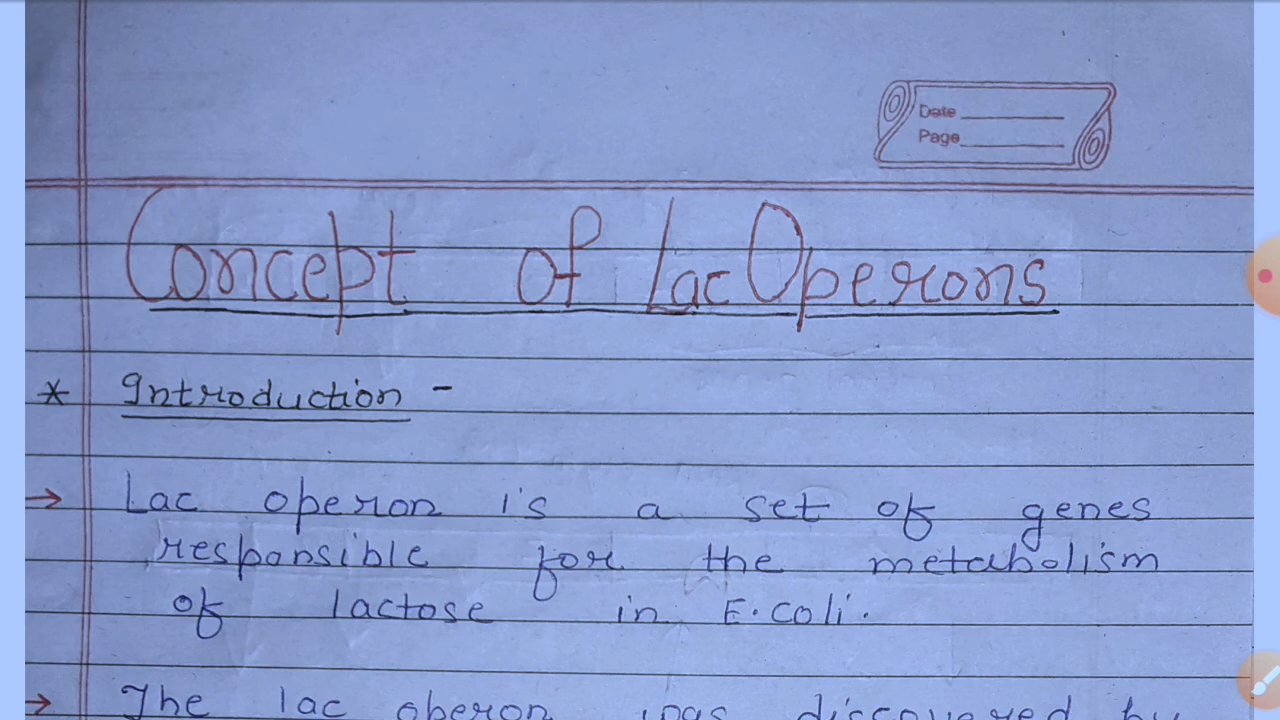 Date
Page
Concept of Lac Operons
* Introduction -
→ Lac operon is a set of genes
responsible for the metabolism
of lactose in E.coli.
→ The lac operon was discovered by